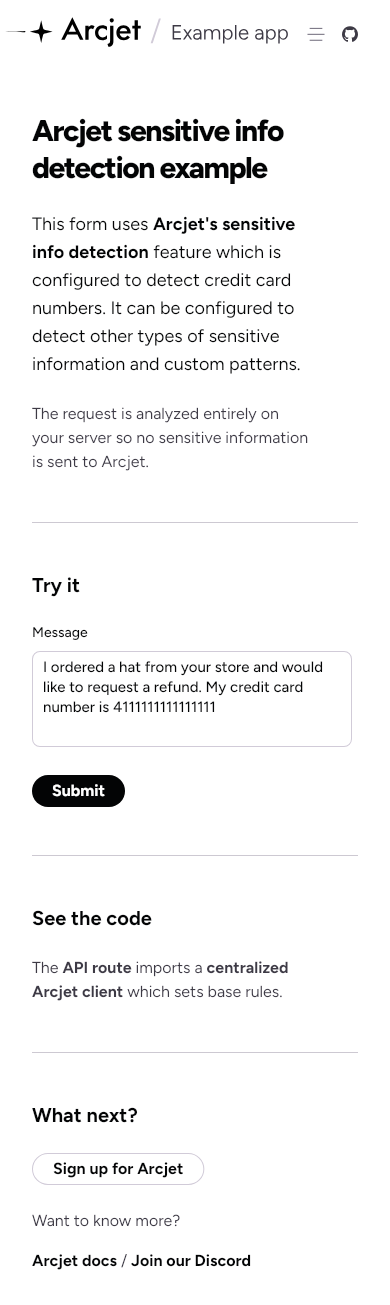 Arcjet / Example app
Arcjet sensitive info
detection example
This form uses Arcjet's sensitive
info detection feature which is
configured to detect credit card
numbers. It can be configured to
detect other types of sensitive
information and custom patterns.
The request is analyzed entirely on
your server so no sensitive information
is sent to Arcjet.
Try it
Message
I ordered a hat from your store and would
like to request a refund. My credit card
number is 4111111111111111
Submit
See the code
The API route imports a centralized
Arcjet client which sets base rules.
What next?
Sign up for Arcjet
Want to know more?
Arcjet docs / Join our Discord